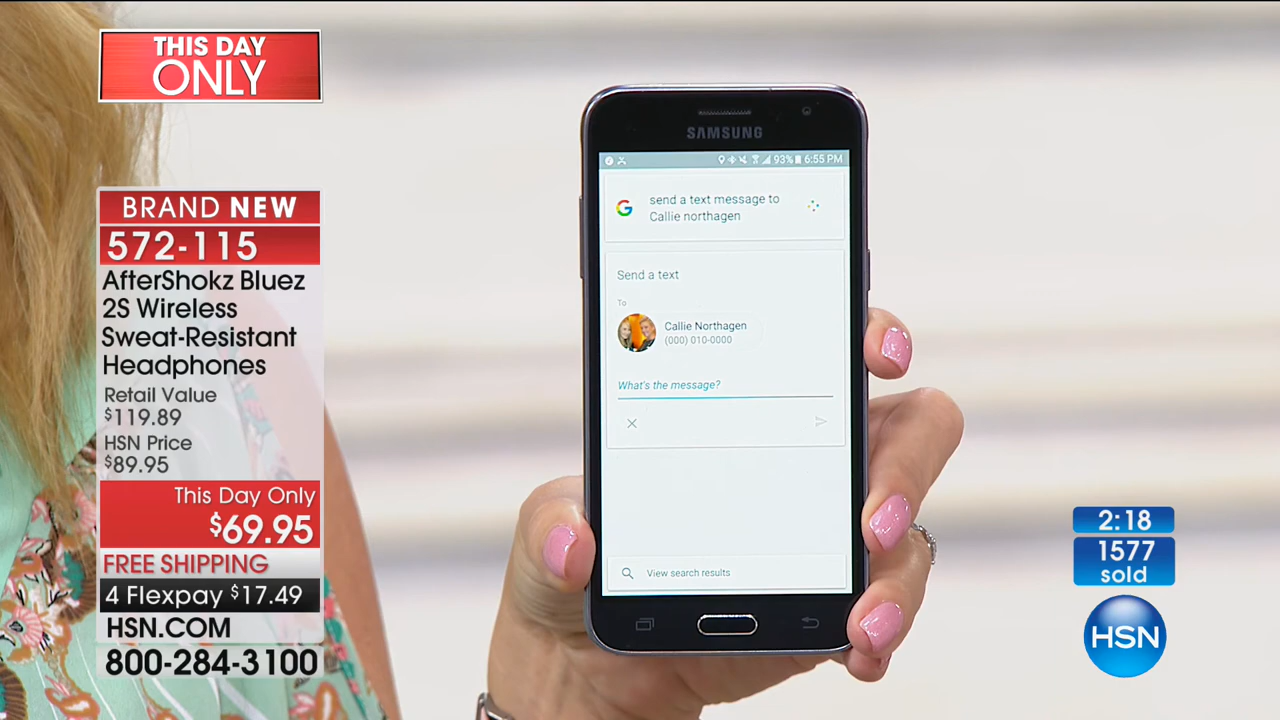 THIS DAY
ONLY
BRAND NEW
572-115
AfterShokz Bluez
2S Wireless
Sweat-Resistant
Headphones
Retail Value
$119.89
HSN Price
$89.95
This Day Only
$69.95
FREE SHIPPING
4 Flexpay $17.49
HSN.COM
800-284-3100
SAMSUNG
93% 6:55 PM
G
send a text message to
Callie northagen
Send a text
To
Callie Northagen
(000) 010-0000
What's the message?
View search results
2:18
1577
sold
HSN